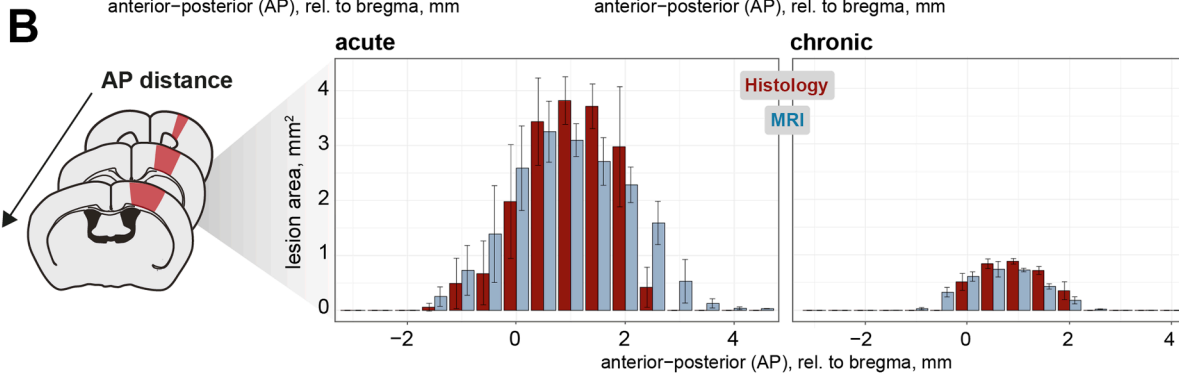 anterior−posterior (AP), rel. to bregma, mm
anterior−posterior (AP), rel. to bregma, mm
B
AP distance
acute
chronic
Histology
MRI
lesion area, mm²
4
3
2
1
0
−2
0
2
4
−2
0
2
4
anterior−posterior (AP), rel. to bregma, mm